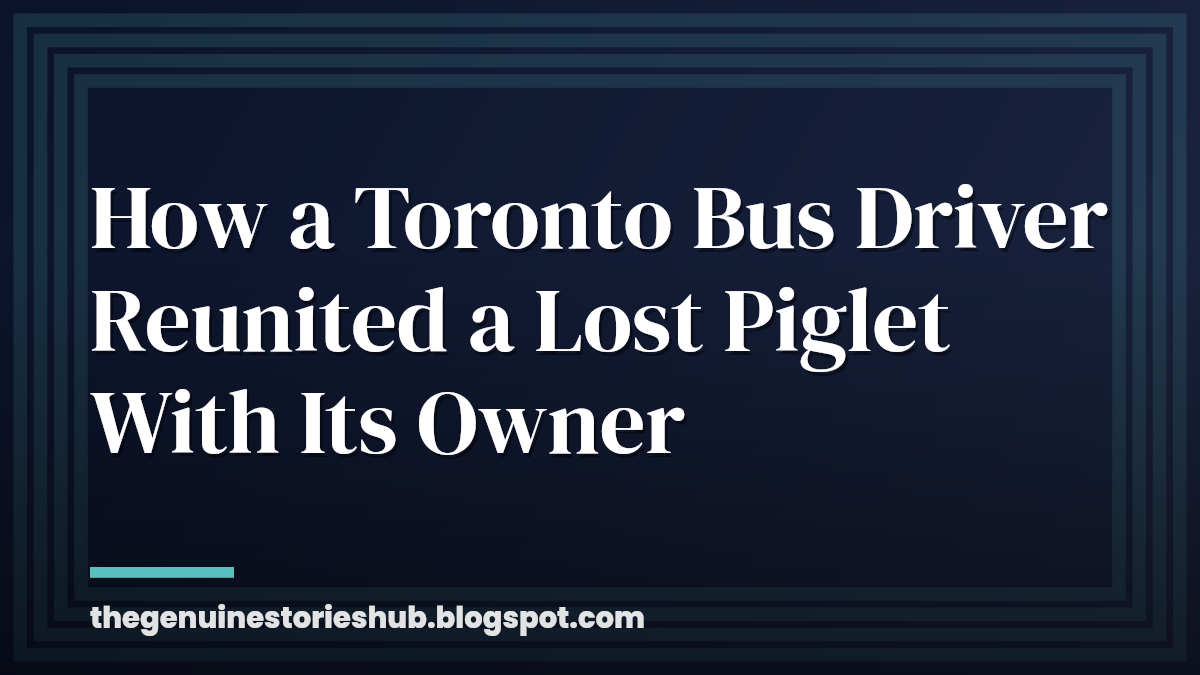 How a Toronto Bus Driver
Reunited a Lost Piglet
With Its Owner
thegenuinestorieshub.blogspot.com